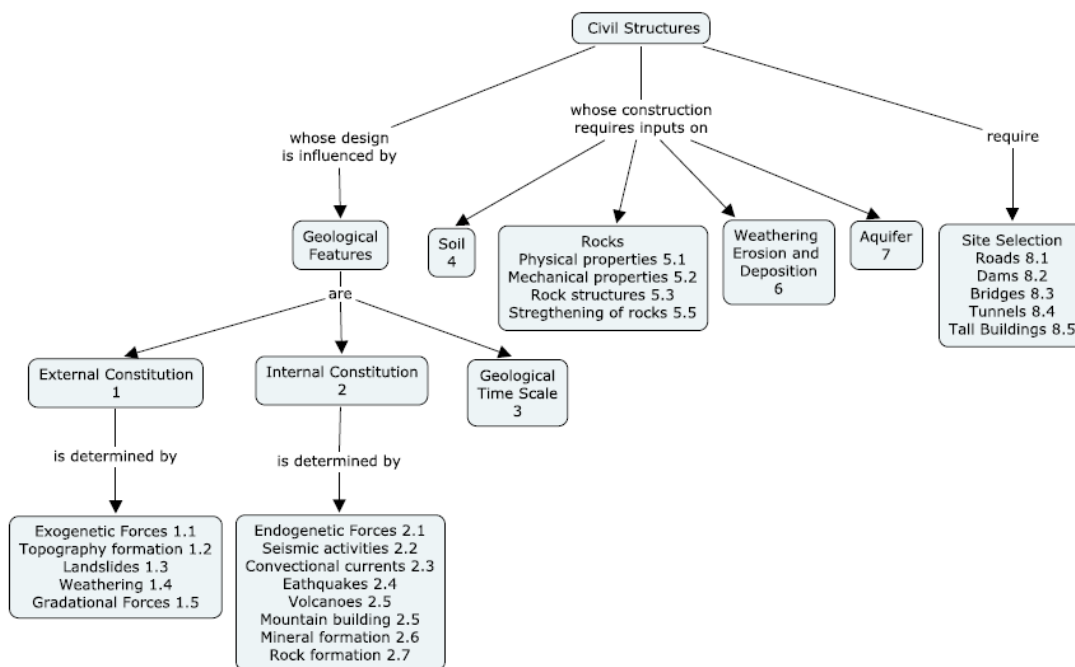 Civil Structures
whose design
is influenced by
whose construction
requires inputs on
require
Geological
Features
Soil
4
Rocks
Physical properties 5.1
Mechanical properties 5.2
Rock structures 5.3
Stregthening of rocks 5.5
Weathering
Erosion and
Deposition
6
Aquifer
7
Site Selection
Roads 8.1
Dams 8.2
Bridges 8.3
Tunnels 8.4
Tall Buildings 8.5
are
External Constitution
1
Internal Constitution
2
Geological
Time Scale
3
is determined by
is determined by
Exogenetic Forces 1.1
Topography formation 1.2
Landslides 1.3
Weathering 1.4
Gradational Forces 1.5
Endogenetic Forces 2.1
Seismic activities 2.2
Convectional currents 2.3
Eathquakes 2.4
Volcanoes 2.5
Mountain building 2.5
Mineral formation 2.6
Rock formation 2.7